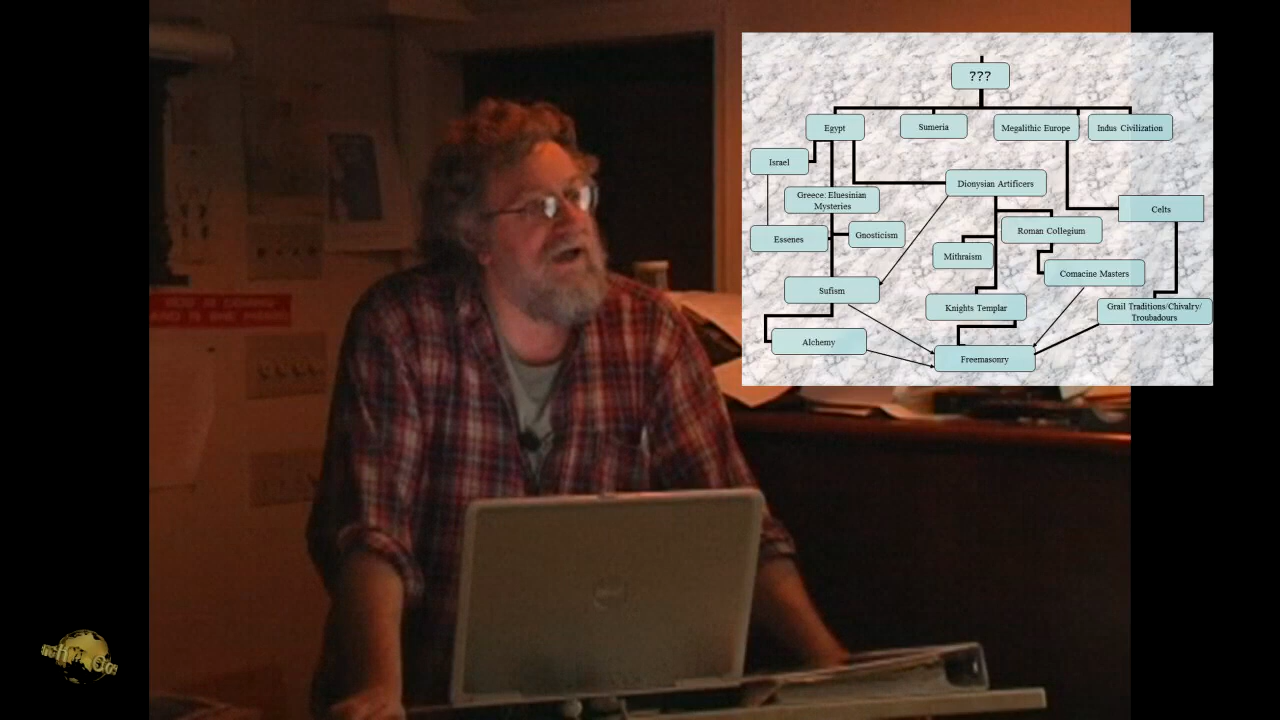 ???
Egypt
Sumeria
Megalithic Europe
Indus Civilization
Israel
Dionysian Artificers
Greece: Eluesinian
Mysteries
Celts
Essenes
Gnosticism
Roman Collegium
Mithraism
Comacine Masters
Sufism
Knights Templar
Grail Traditions/Chivalry/
Troubadours
Alchemy
Freemasonry